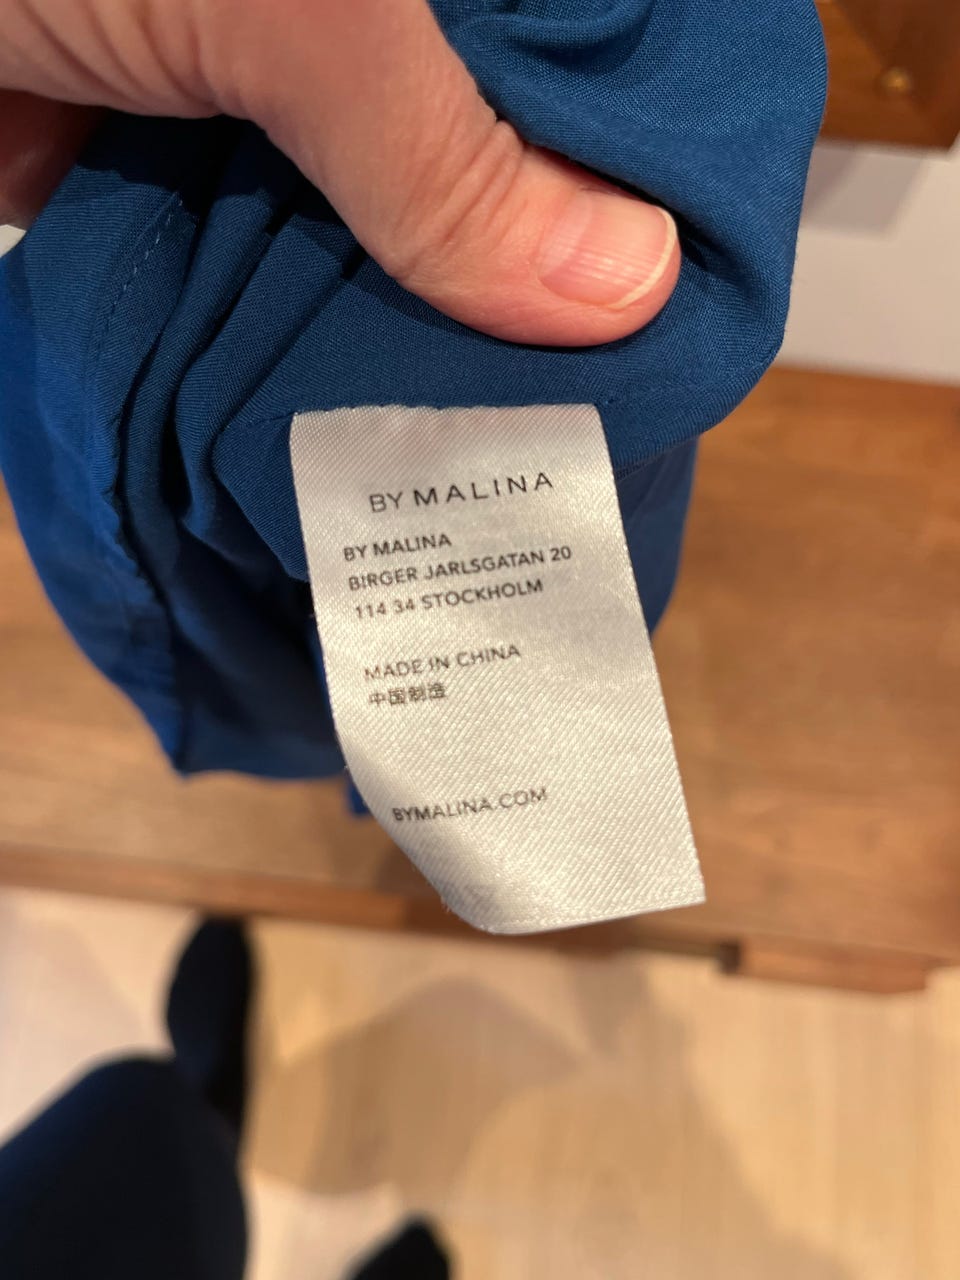 BY MALINA
BY MALINA
BIRGER JARLSGATAN 20
114 34 STOCKHOLM
MADE IN CHINA
中国制造
BYMALINA.COM